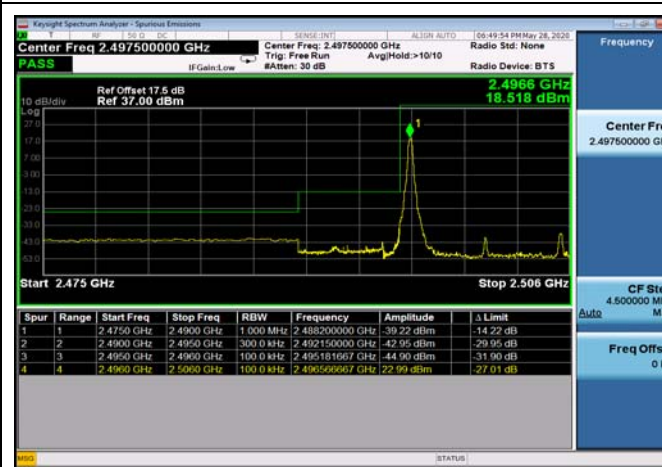 Keysight Spectrum Analyzer - Spurious Emissions
T RF 50 Ω DC SENSE:INT ALIGN AUTO 06:49:54 PM May 28, 2020
Center Freq 2.497500000 GHz
Center Freq: 2.497500000 GHz
Radio Std: None
Trig: Free Run Avg|Hold:>10/10
PASS IFGain:Low #Atten: 30 dB Radio Device: BTS
Frequency
2.4966 GHz
18.518 dBm
Ref Offset 17.5 dB
10 dB/div Ref 37.00 dBm
Log
27.0
17.0
7.00
-3.00
-13.0
-23.0
-33.0
-43.0
-53.0
1
Start 2.475 GHz Stop 2.506 GHz
Center Fre
2.497500000 G
Spur Range Start Freq Stop Freq RBW Frequency Amplitude Δ Limit
1 1 2.4750 GHz 2.4900 GHz 1.000 MHz 2.488200000 GHz -39.22 dBm -14.22 dB
2 2 2.4900 GHz 2.4950 GHz 300.0 kHz 2.492150000 GHz -42.95 dBm -29.95 dB
3 3 2.4950 GHz 2.4960 GHz 100.0 kHz 2.495181667 GHz -44.90 dBm -31.90 dB
4 4 2.4960 GHz 2.5060 GHz 100.0 kHz 2.496566667 GHz 22.99 dBm -27.01 dB
CF Ste
4.500000 M
Auto M
Freq Offs
0
MSG STATUS